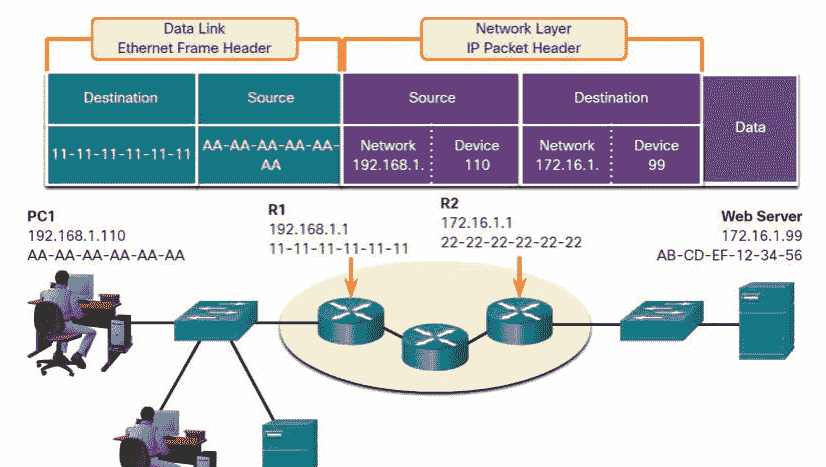 Data Link
Ethernet Frame Header
Network Layer
IP Packet Header
Destination
Source
Source
Destination
Data
11-11-11-11-11-11
AA-AA-AA-AA-AA-
AA
Network
192.168.1.
Device
110
Network
172.16.1.
Device
99
PC1
192.168.1.110
AA-AA-AA-AA-AA-AA
R1
192.168.1.1
11-11-11-11-11-11
R2
172.16.1.1
22-22-22-22-22-22
Web Server
172.16.1.99
AB-CD-EF-12-34-56